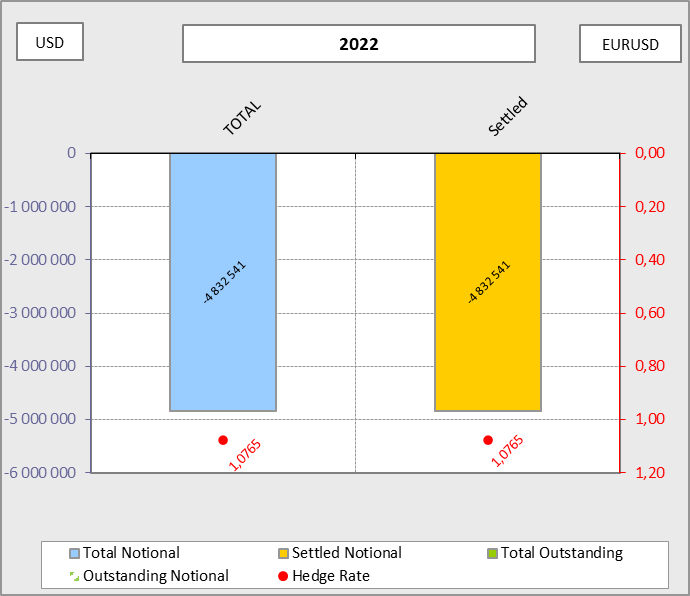 USD
2022
EURUSD
TOTAL
Settled
0
0,00
-1 000 000
0,20
-2 000 000
0,40
-4 832 541
-4 832 541
-3 000 000
0,60
-4 000 000
0,80
-5 000 000
1,00
1,0765
1,0765
-6 000 000
1,20
Total Notional
Settled Notional
Total Outstanding
Outstanding Notional
Hedge Rate